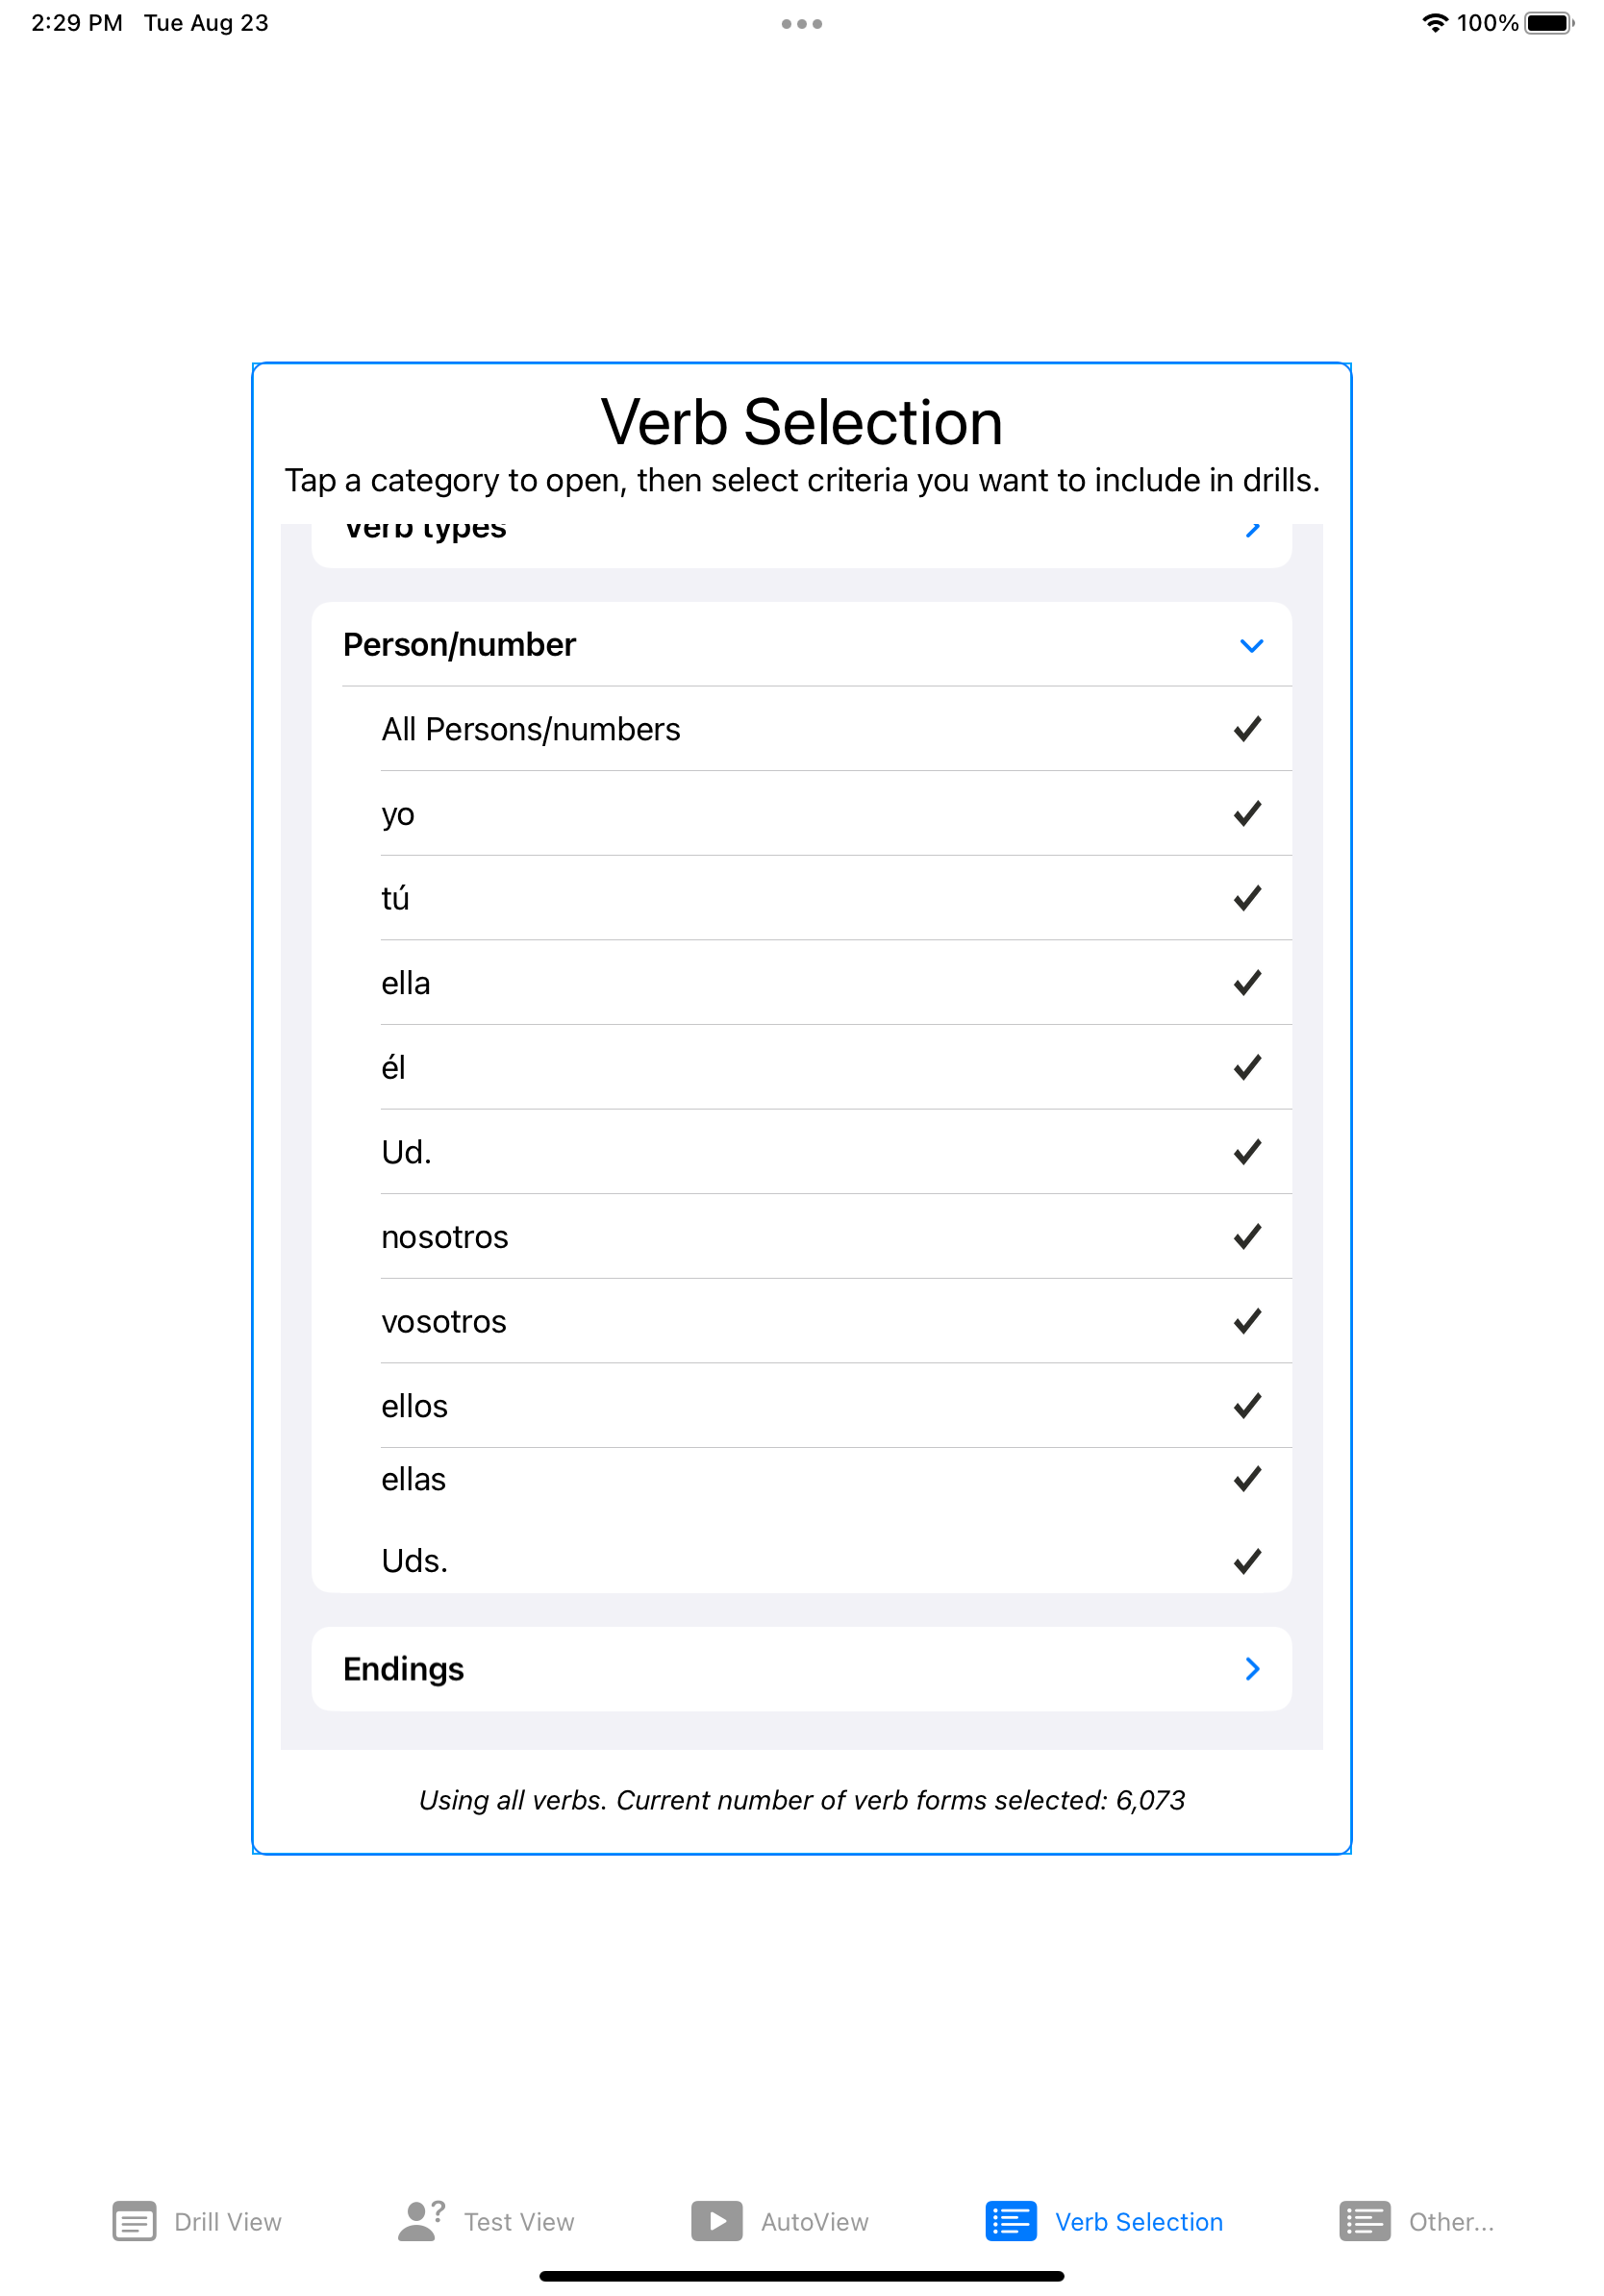 2:29 PM Tue Aug 23 100%
Verb Selection
Tap a category to open, then select criteria you want to include in drills.
Verb types
Person/number
All Persons/numbers
yo
tú
ella
él
Ud.
nosotros
vosotros
ellos
ellas
Uds.
Endings
Using all verbs. Current number of verb forms selected: 6,073
Drill View Test View AutoView Verb Selection Other...